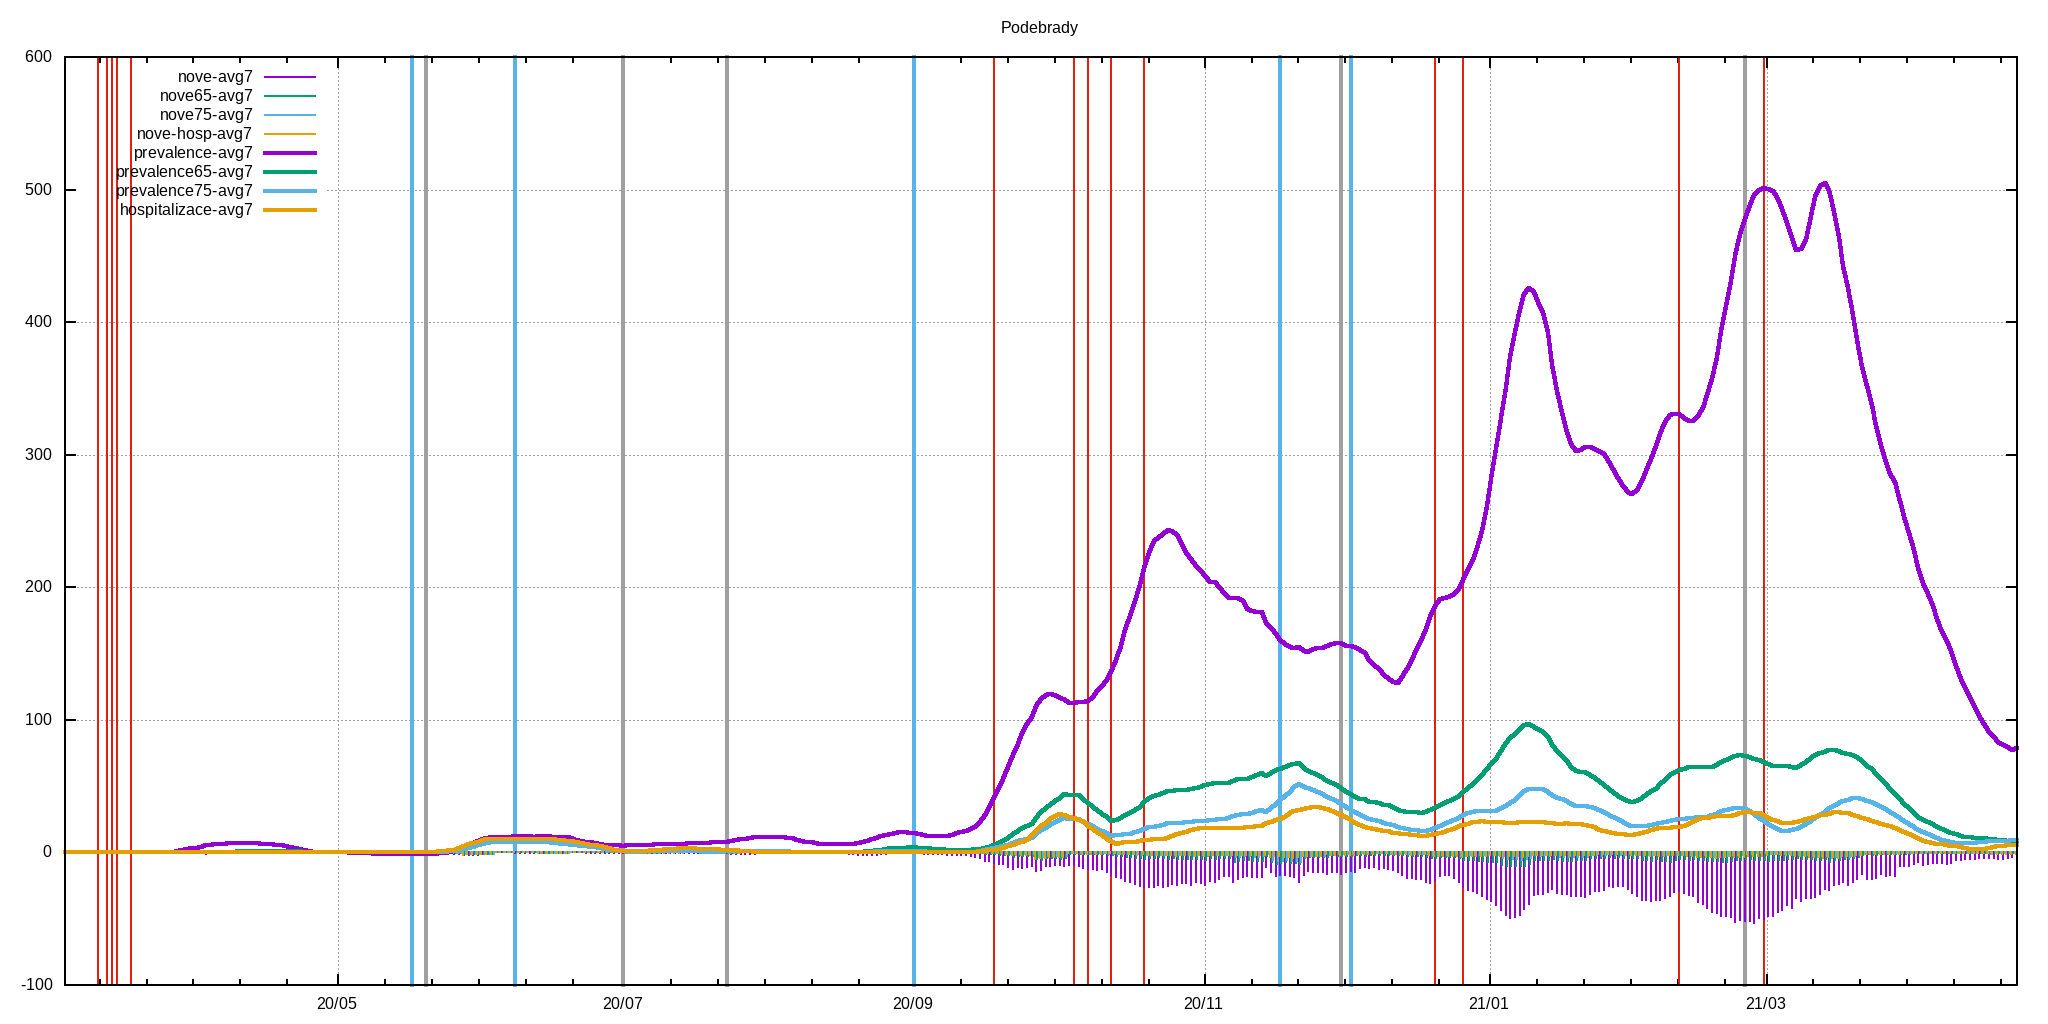 Podebrady
600
500
400
300
200
100
0
-100
nove-avg7
nove65-avg7
nove75-avg7
nove-hosp-avg7
prevalence-avg7
prevalence65-avg7
prevalence75-avg7
hospitalizace-avg7
20/05 20/07 20/09 20/11 21/01 21/03